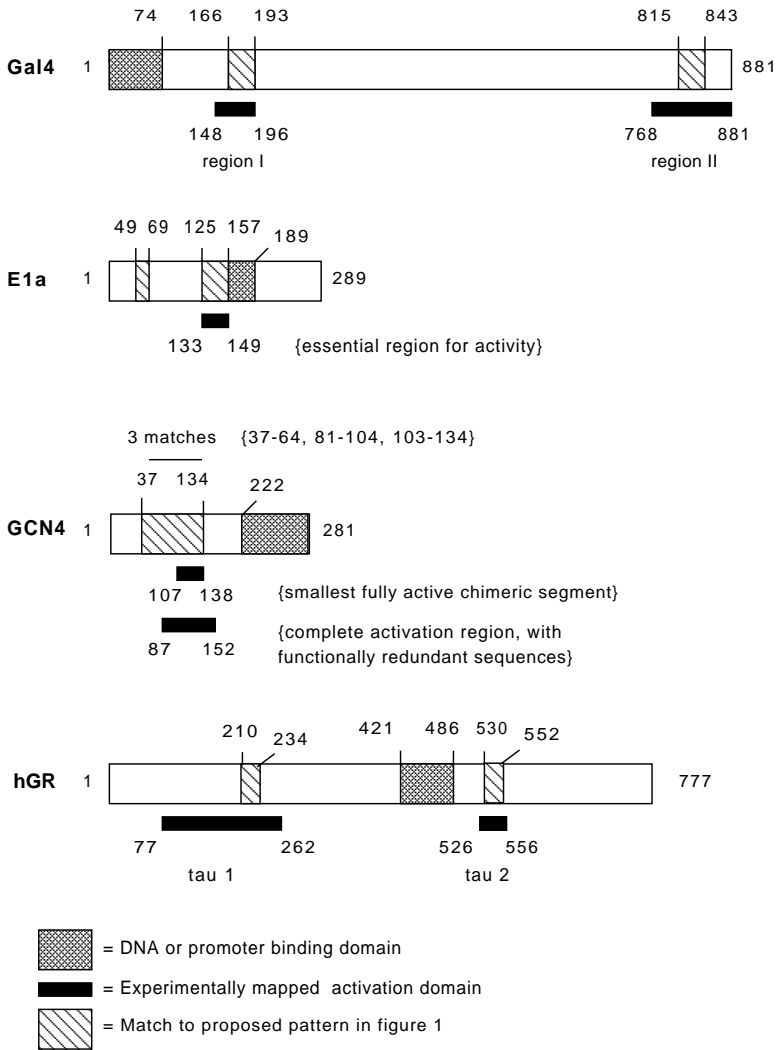 74 166 193 815 843
Gal4 1 881
148 196 768 881
region I region II
49 69 125 157 189
E1a 1 289
133 149 {essential region for activity}
3 matches {37-64, 81-104, 103-134}
37 134 222
GCN4 1 281
107 138 {smallest fully active chimeric segment}
{complete activation region, with
87 152 functionally redundant sequences}
210 234 421 486 530 552
hGR 1 777
77 262 526 556
tau 1 tau 2
= DNA or promoter binding domain
= Experimentally mapped activation domain
= Match to proposed pattern in figure 1